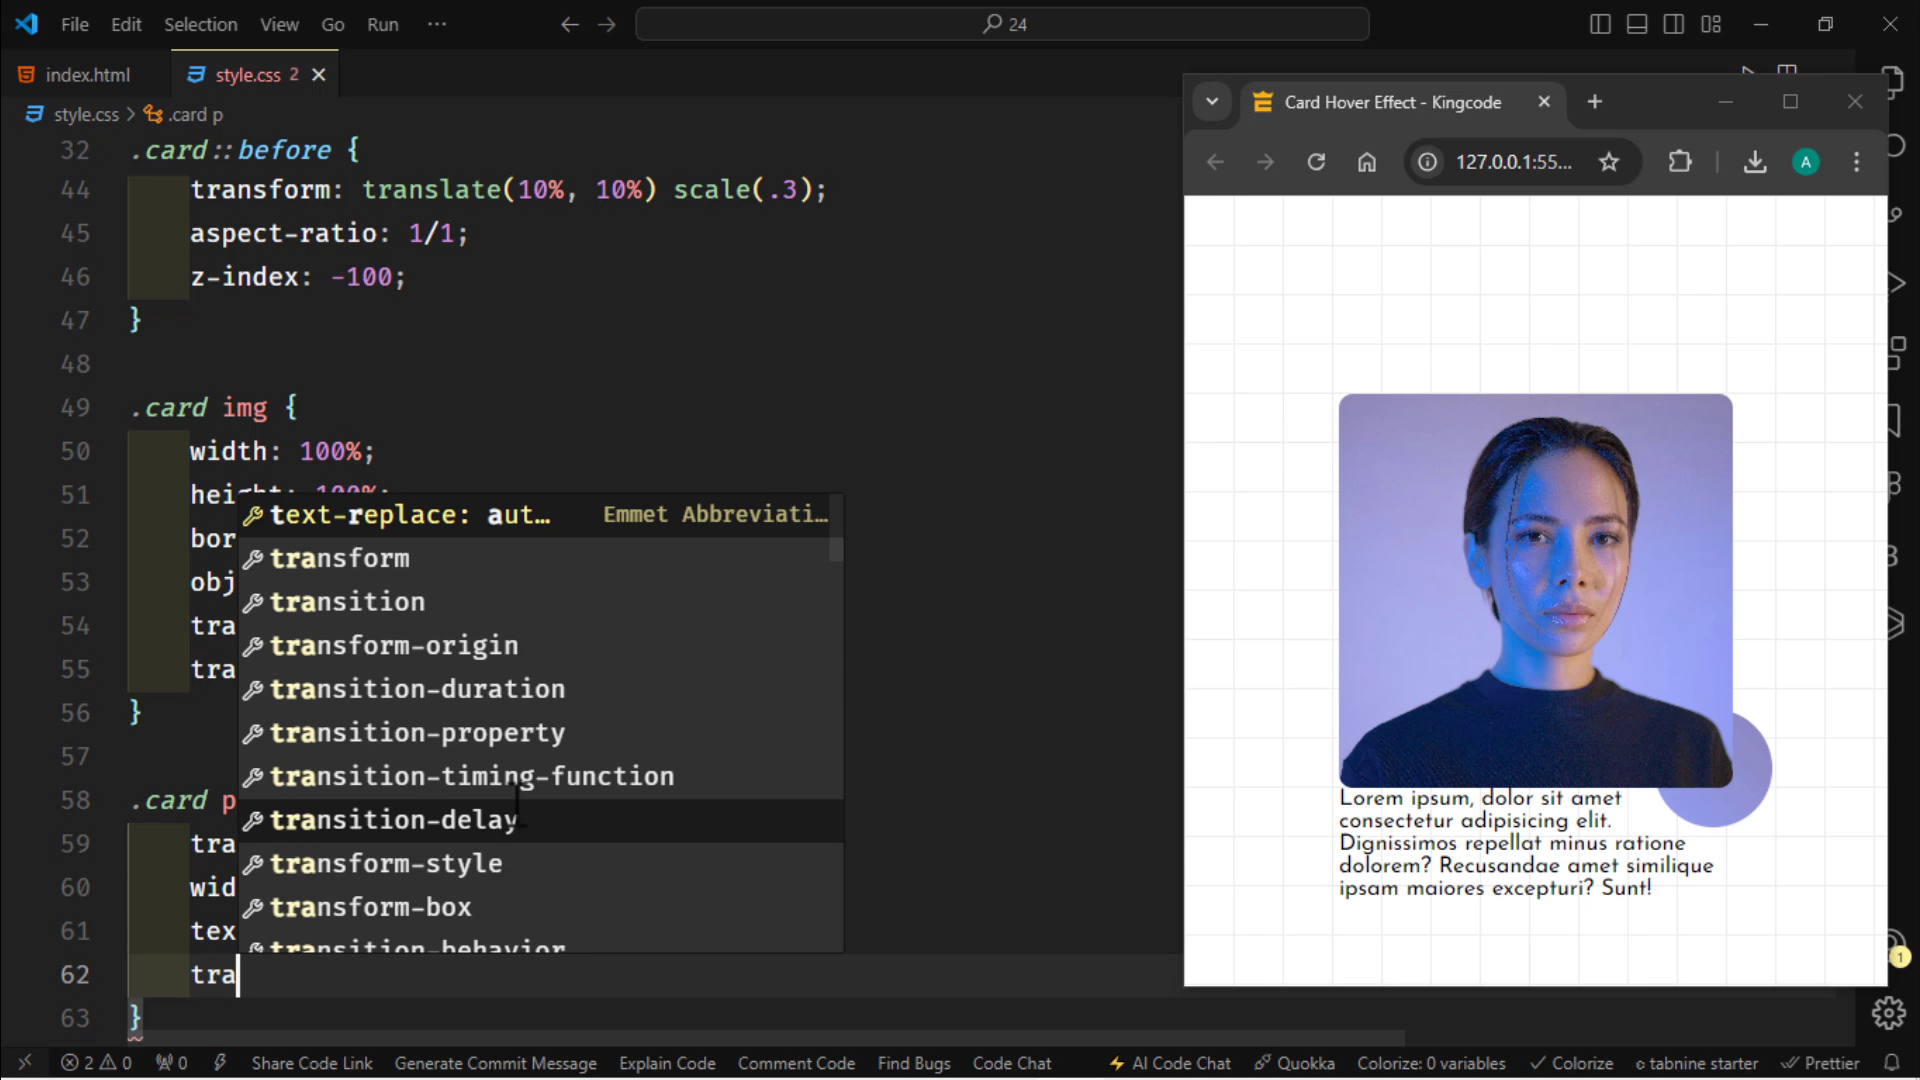 File Edit Selection View Go Run ··· 24
index.html style.css 2
style.css > .card p
32 .card::before {
44 transform: translate(10%, 10%) scale(.3);
45 aspect-ratio: 1/1;
46 z-index: -100;
47 }
48
49 .card img {
50 width: 100%;
51 height: 100%;
52 bor
53 obj
54 tra
55 tra
56 }
57
58 .card p
59 tra
60 wid
61 tex
62 tra
63 }
text-replace: aut… Emmet Abbreviati…
transform
transition
transform-origin
transition-duration
transition-property
transition-timing-function
transition-delay
transform-style
transform-box
transition-behavior
Card Hover Effect - Kingcode
127.0.0.1:55... A
Lorem ipsum, dolor sit amet
consectetur adipisicing elit.
Dignissimos repellat minus ratione
dolorem? Recusandae amet similique
ipsam maiores excepturi? Sunt!
1
2 0 0 Share Code Link Generate Commit Message Explain Code Comment Code Find Bugs Code Chat AI Code Chat Quokka Colorize: 0 variables Colorize tabnine starter Prettier